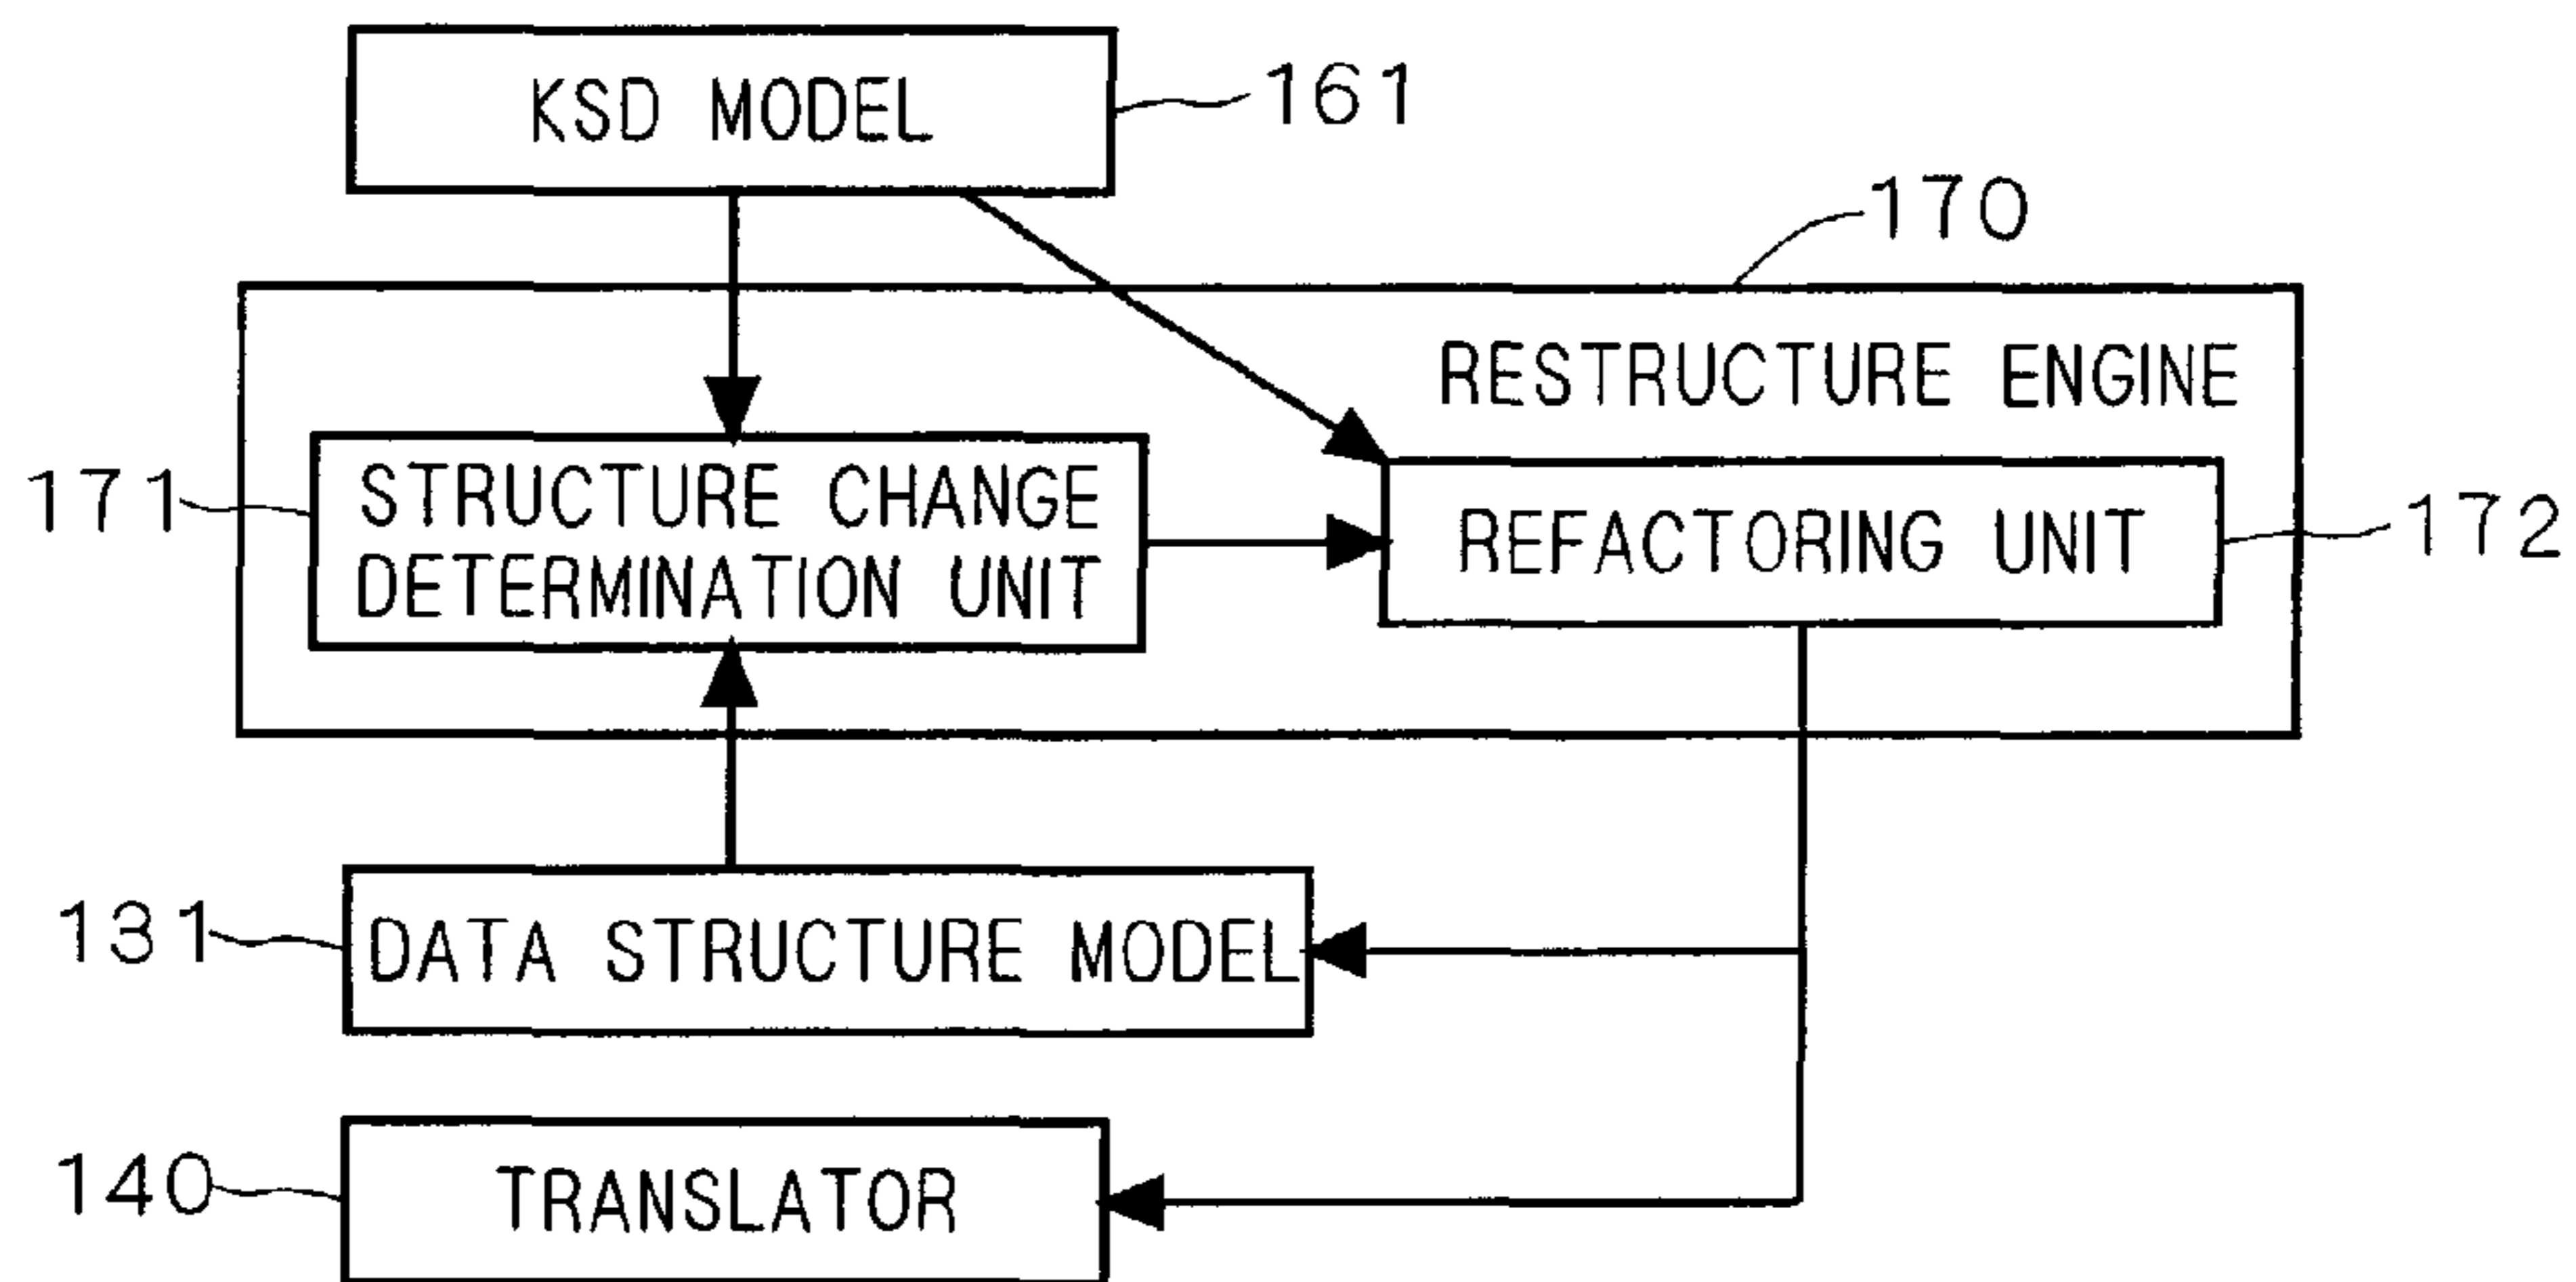 KSD MODEL
161
170
RESTRUCTURE ENGINE
171
STRUCTURE CHANGE
DETERMINATION UNIT
REFACTORING UNIT
172
131
DATA STRUCTURE MODEL
140
TRANSLATOR